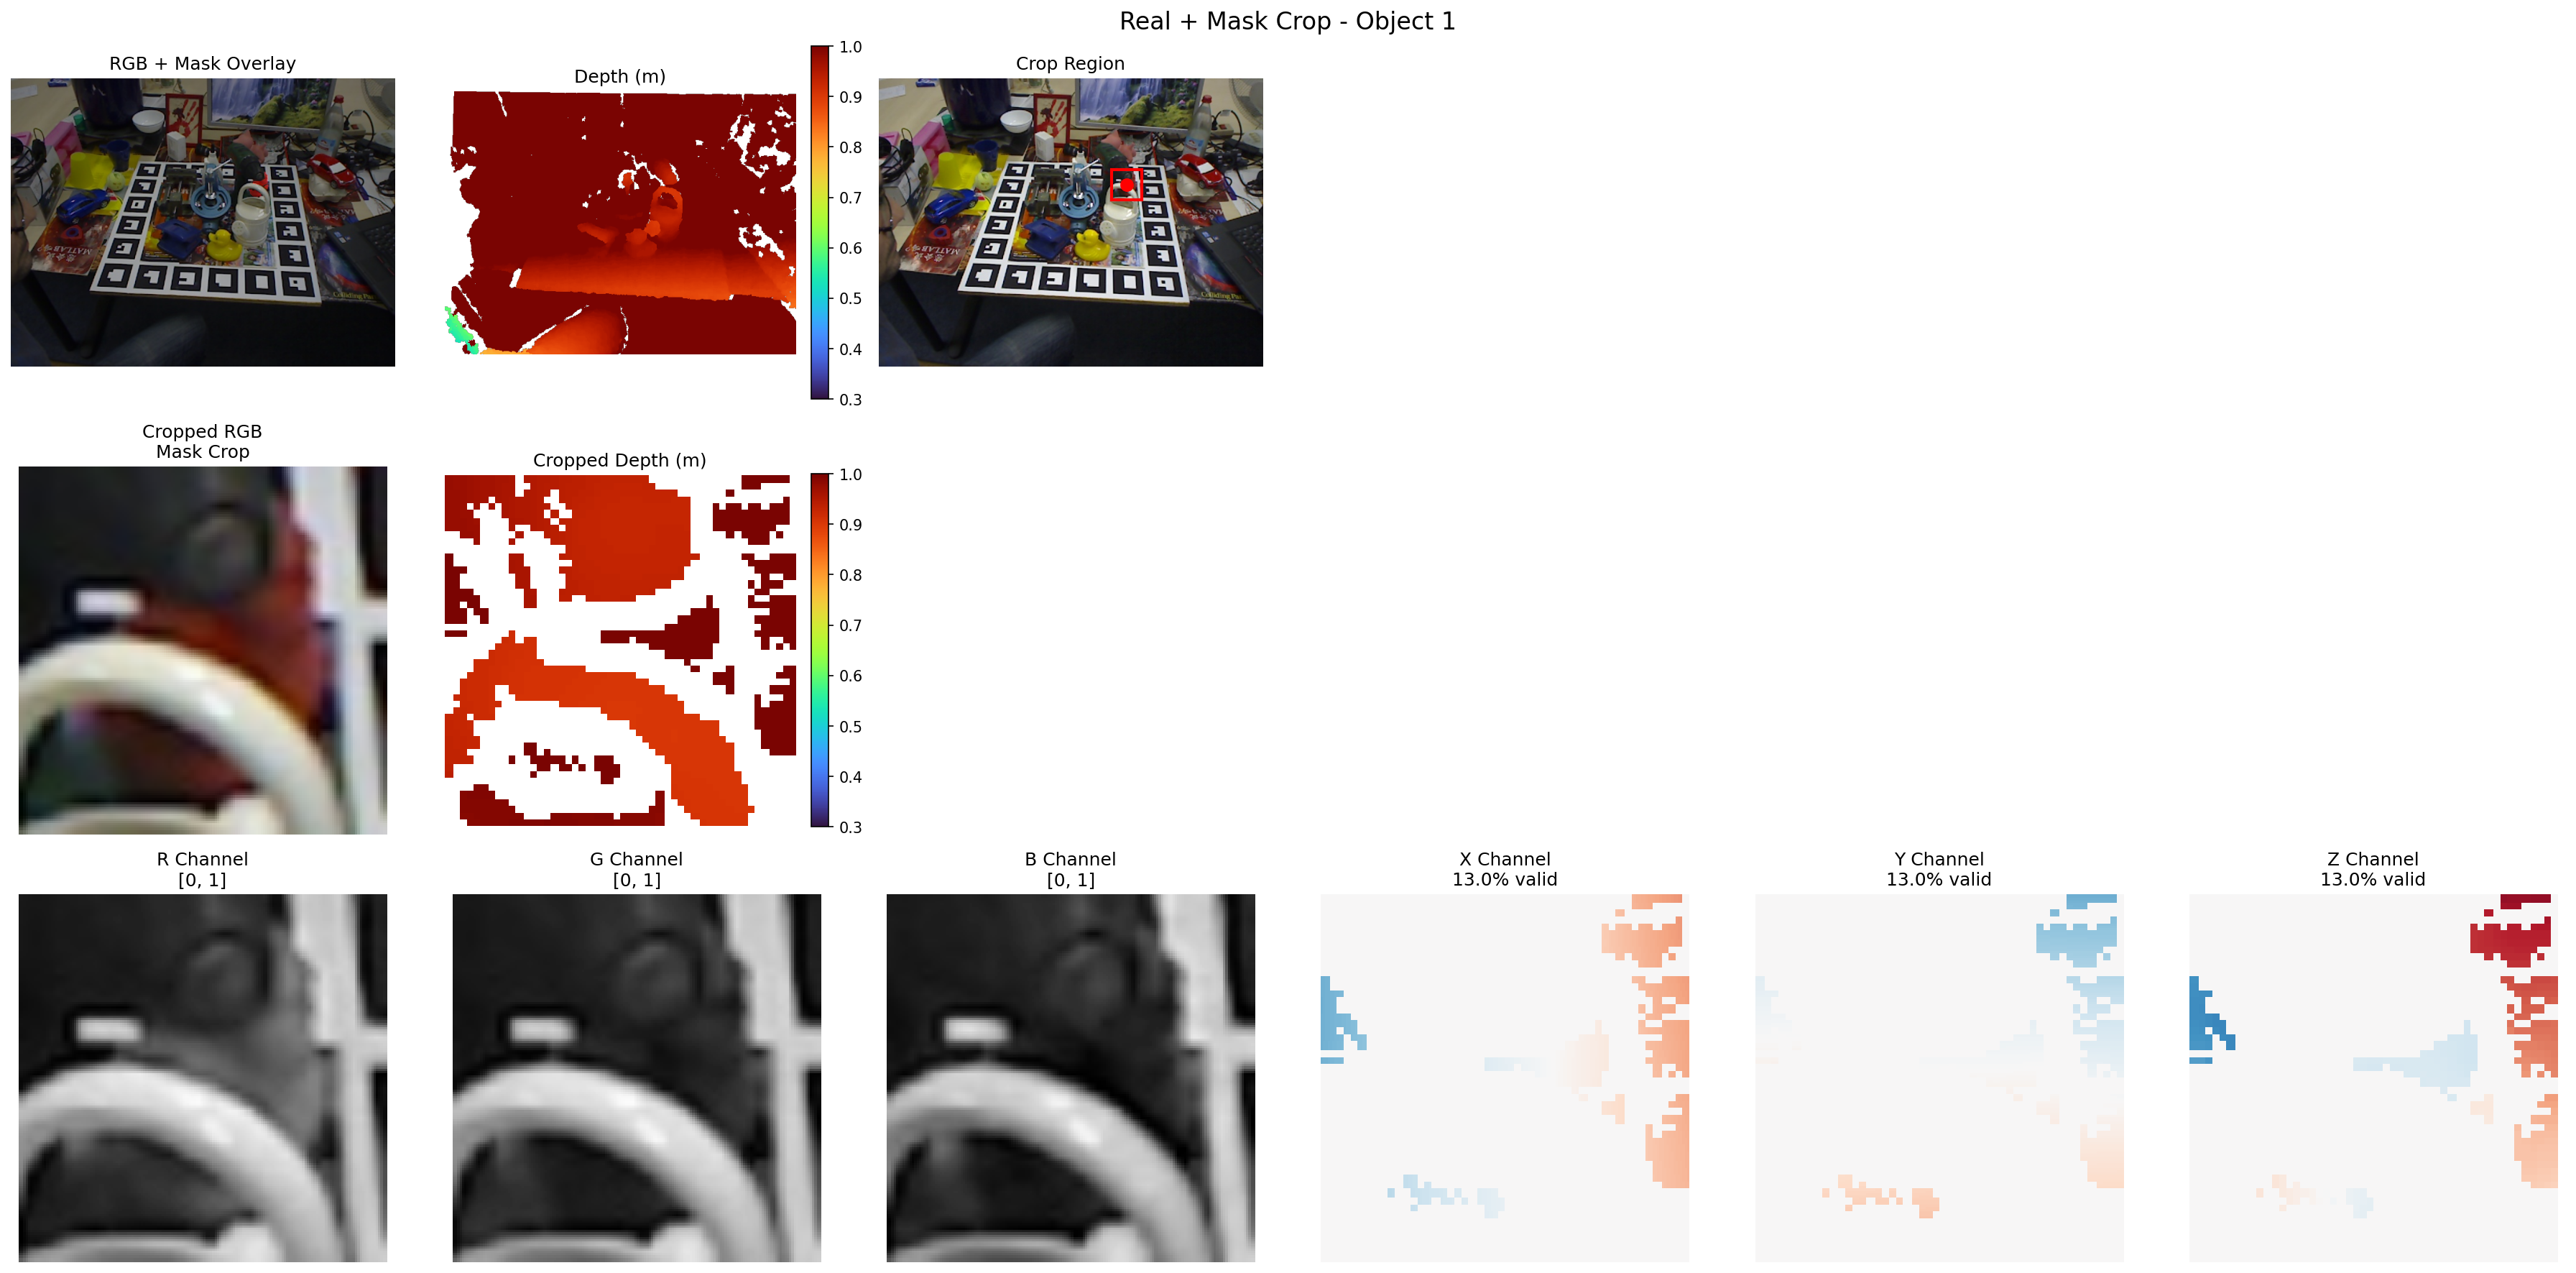 Real + Mask Crop - Object 1
RGB + Mask Overlay
Depth (m)
1.0
0.9
0.8
0.7
0.6
0.5
0.4
0.3
Crop Region
MATLAB
MATLAB
Cropped RGB
Mask Crop
Cropped Depth (m)
1.0
0.9
0.8
0.7
0.6
0.5
0.4
0.3
R Channel
[0, 1]
G Channel
[0, 1]
B Channel
[0, 1]
X Channel
13.0% valid
Y Channel
13.0% valid
Z Channel
13.0% valid